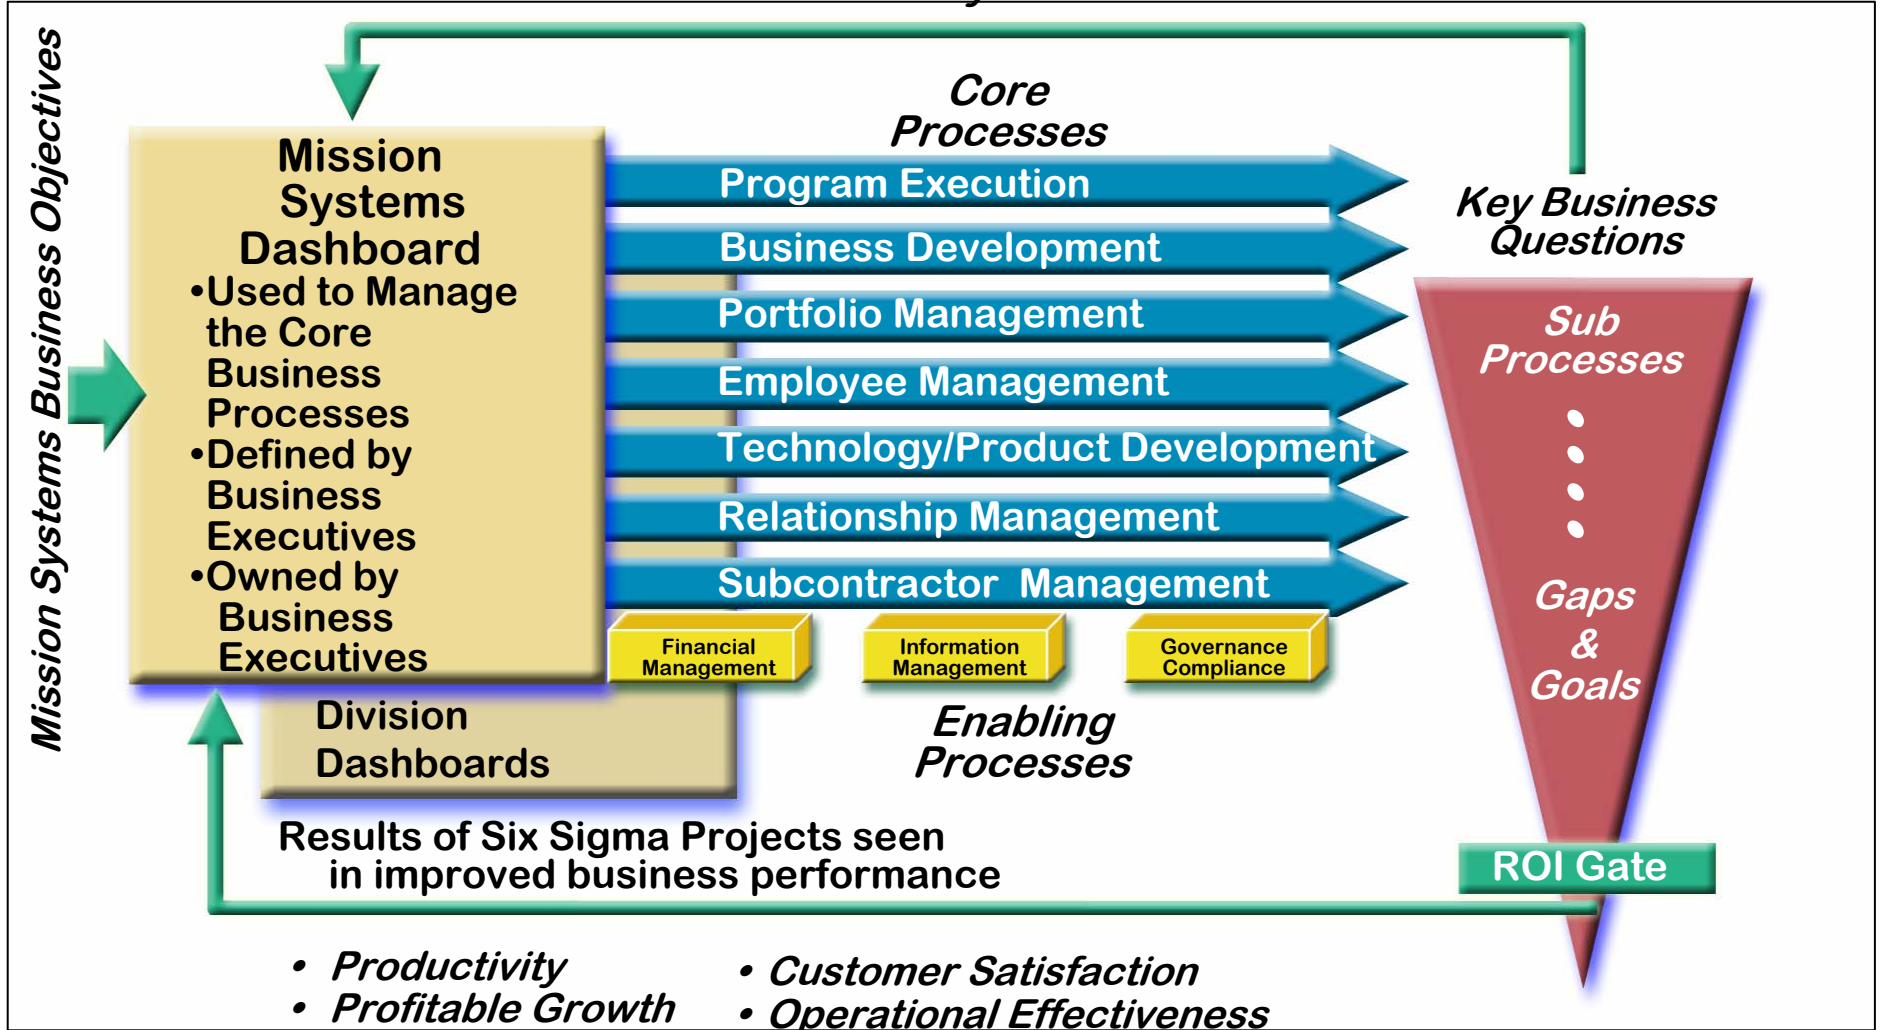 Mission Systems Business Objectives
Mission
Systems
Dashboard
•Used to Manage
the Core
Business
Processes
•Defined by
Business
Executives
•Owned by
Business
Executives
Division
Dashboards
Core
Processes
Program Execution
Business Development
Portfolio Management
Employee Management
Technology/Product Development
Relationship Management
Subcontractor Management
Financial
Management
Information
Management
Governance
Compliance
Enabling
Processes
Key Business
Questions
Sub
Processes
Gaps
&
Goals
ROI Gate
Results of Six Sigma Projects seen
in improved business performance
• Productivity
• Profitable Growth
• Customer Satisfaction
• Operational Effectiveness